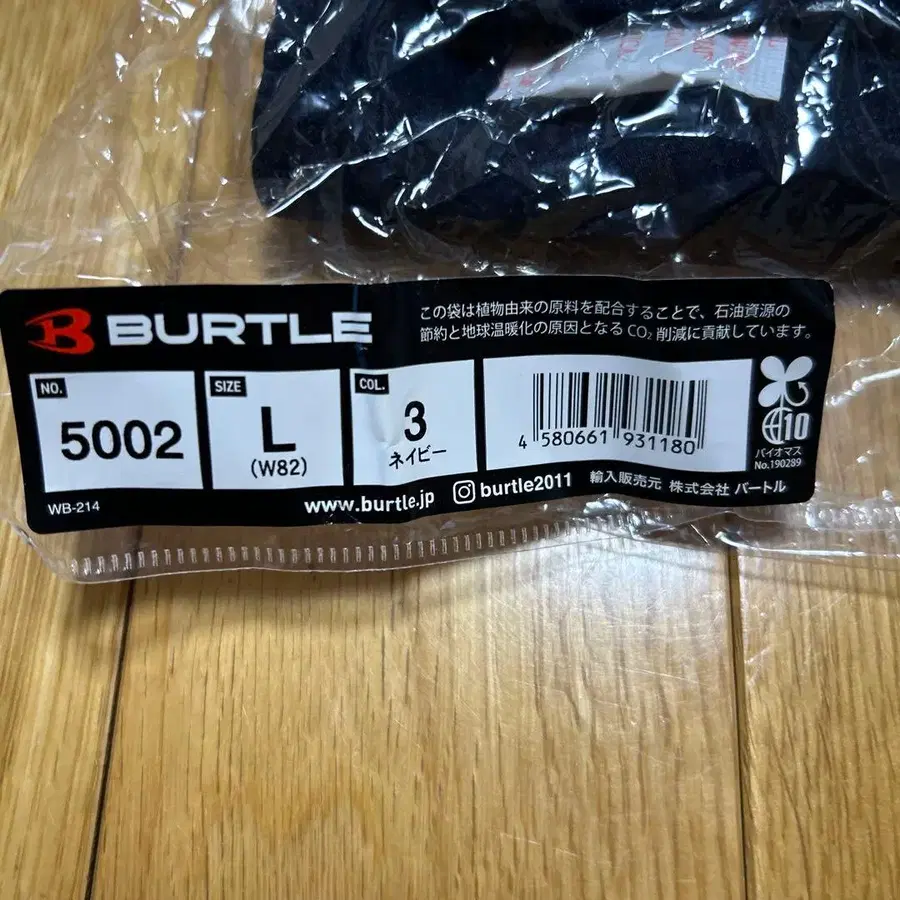 BURTLE
この袋は植物由来の原料を配合することで、石油資源の
節約と地球温暖化の原因となる CO₂ 削減に貢献しています。
NO.
5002
SIZE
L
(W82)
COL.
3
ネイビー
4 580661 931180
10
バイオマス
No.190289
WB-214
www.burtle.jp
burtle2011
輸入販売元 株式会社 バートル